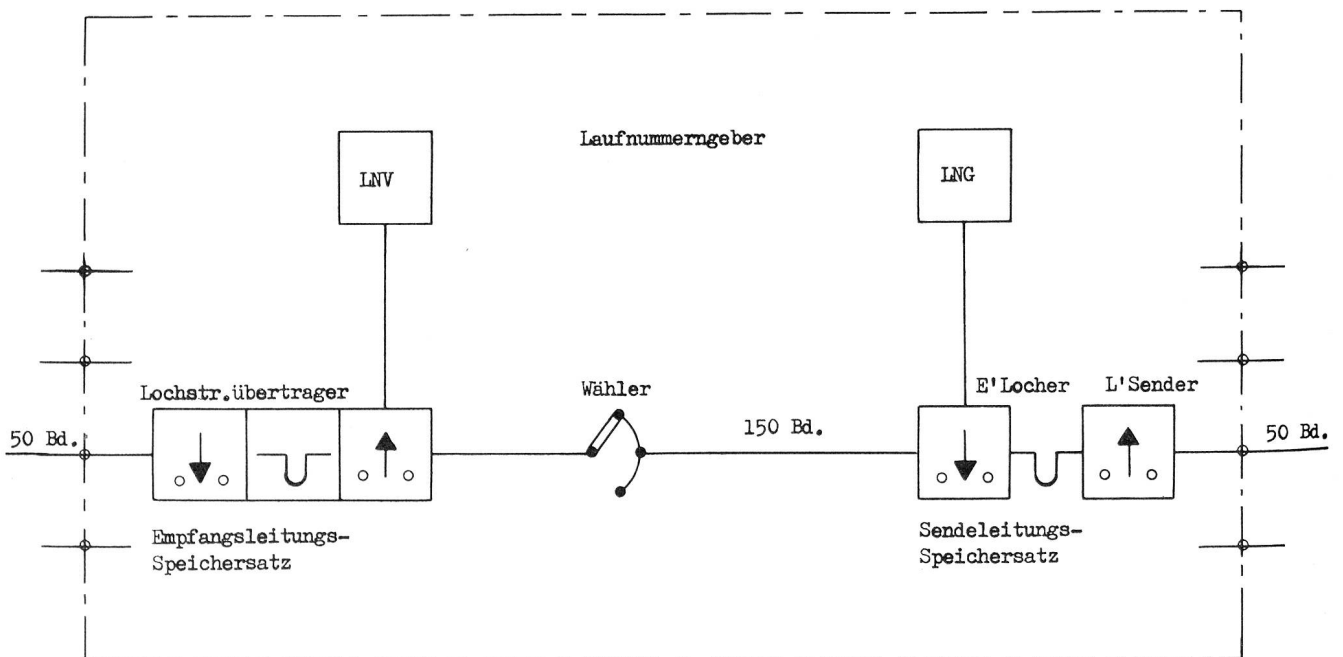 Laufnummerngeber
LNV
LNG
Lochstr.übertrager
Wähler
E'Locher
L'Sender
50 Bd.
150 Bd.
50 Bd.
Empfangsleitungs-
Speichersatz
Sendeleitungs-
Speichersatz